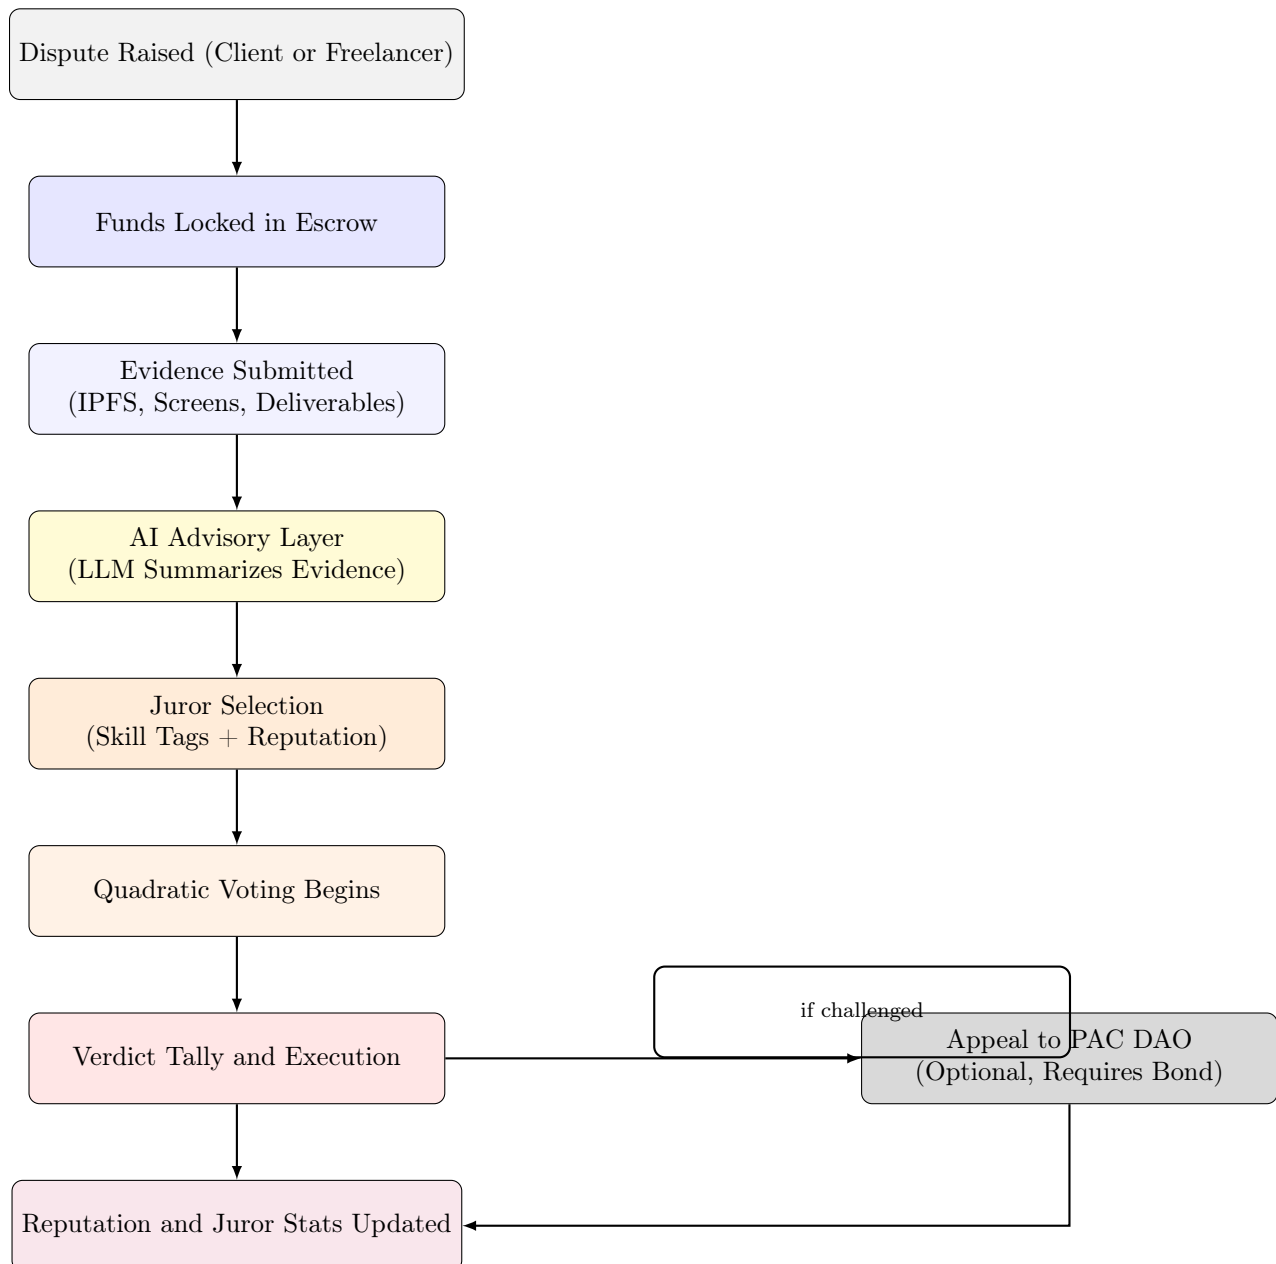 Dispute Raised (Client or Freelancer)
Funds Locked in Escrow
Evidence Submitted
(IPFS, Screens, Deliverables)
AI Advisory Layer
(LLM Summarizes Evidence)
Juror Selection
(Skill Tags + Reputation)
Quadratic Voting Begins
Verdict Tally and Execution
if challenged
Appeal to PAC DAO
(Optional, Requires Bond)
Reputation and Juror Stats Updated